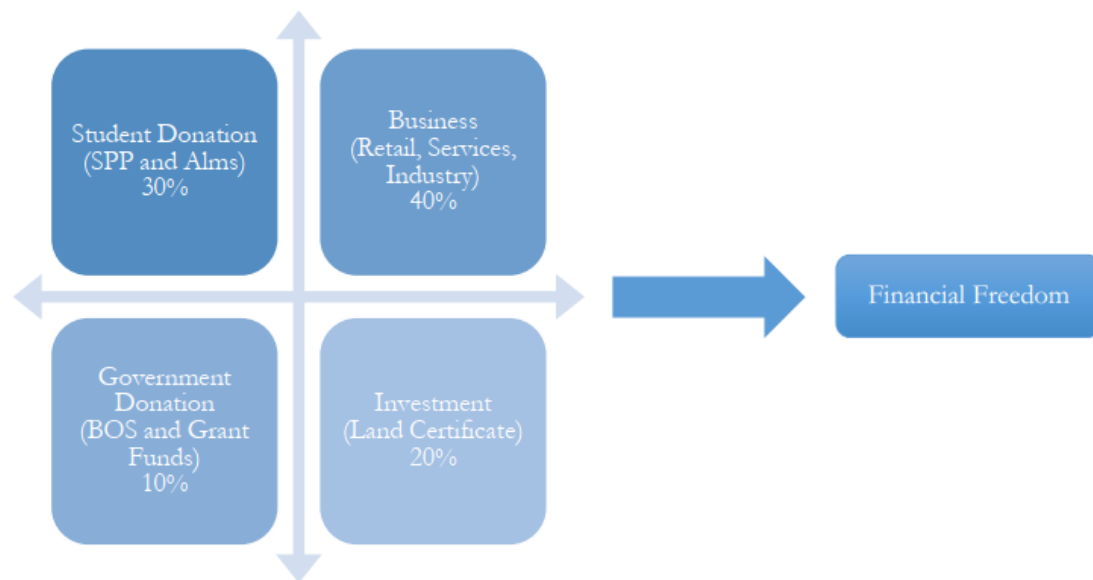 Student Donation
(SPP and Alms)
30%
Business
(Retail, Services,
Industry)
40%
Government
Donation
(BOS and Grant
Funds)
10%
Investment
(Land Certificate)
20%
Financial Freedom